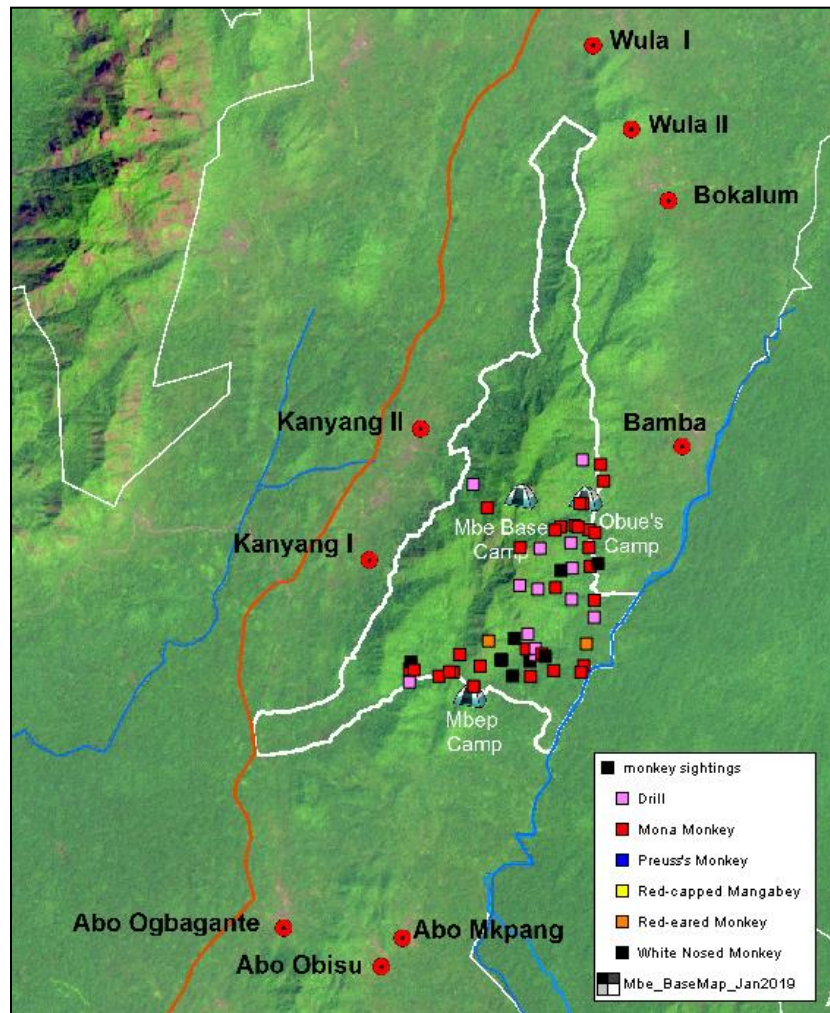 Wula I
Wula II
Bokalum
Kanyang II
Bamba
Mbe Base
Camp
Obue's
Camp
Kanyang I
Mbep
Camp
Abo Ogbagante
Abo Mkpang
Abo Obisu
monkey sightings
Drill
Mona Monkey
Preuss's Monkey
Red-capped Mangabey
Red-eared Monkey
White Nosed Monkey
Mbe_BaseMap_Jan2019